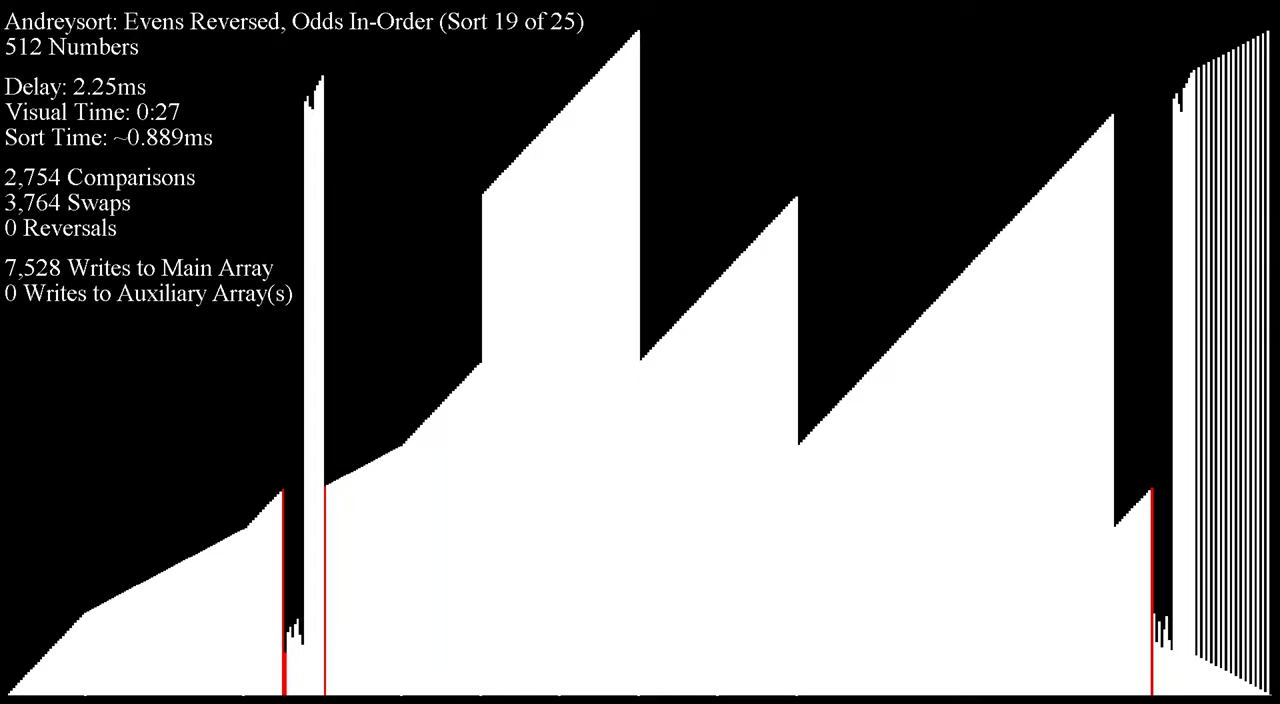 Andreysort: Evens Reversed, Odds In-Order (Sort 19 of 25)
512 Numbers
Delay: 2.25ms
Visual Time: 0:27
Sort Time: ~0.889ms
2,754 Comparisons
3,764 Swaps
0 Reversals
7,528 Writes to Main Array
0 Writes to Auxiliary Array(s)